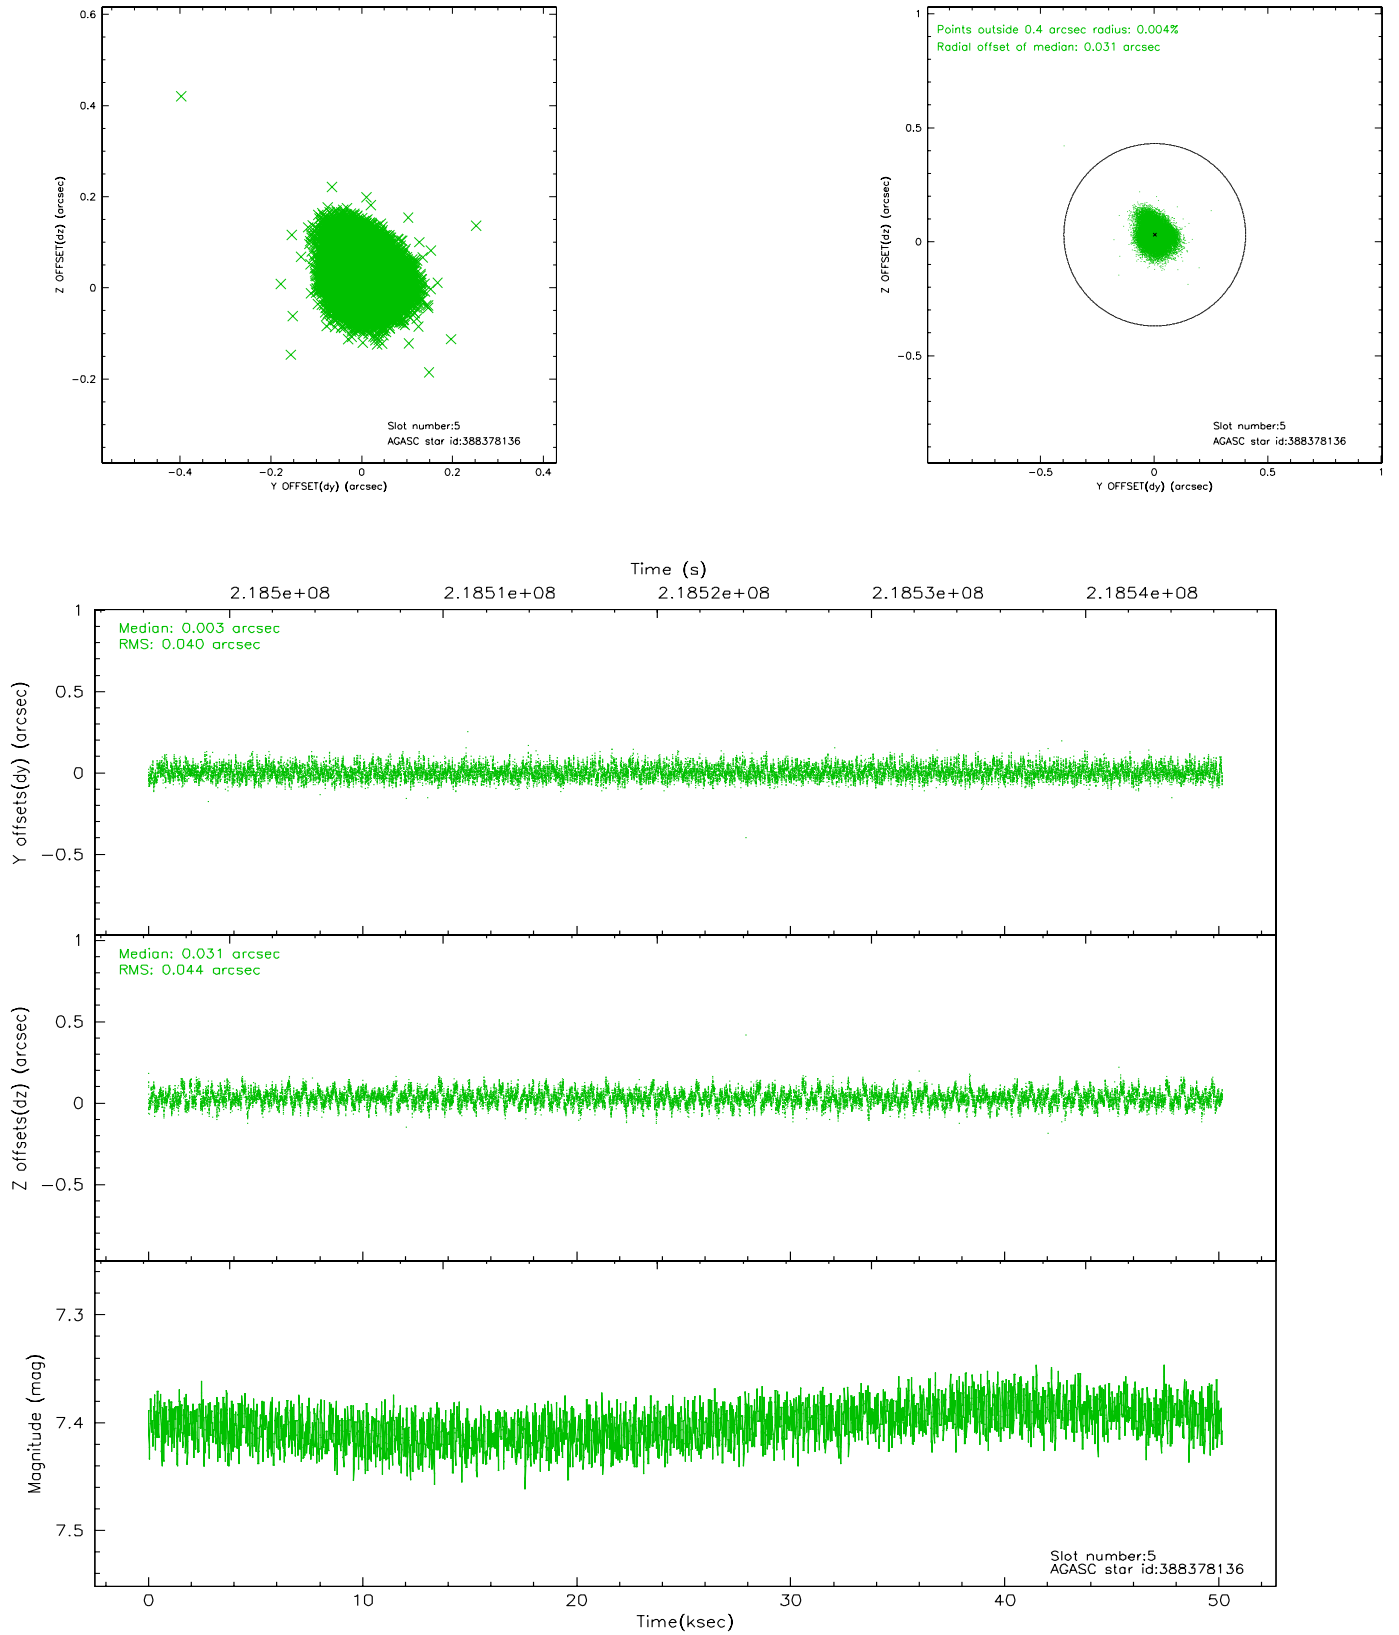 0.6
0.4
0.2
0
−0.2
Z OFFSET(dz) (arcsec)
Slot number:5
AGASC star id:388378136
−0.4 −0.2 0 0.2 0.4
Y OFFSET(dy) (arcsec)
Points outside 0.4 arcsec radius: 0.004%
Radial offset of median: 0.031 arcsec
1
0.5
0
−0.5
Z OFFSET(dz) (arcsec)
Slot number:5
AGASC star id:388378136
−0.5 0 0.5 1
Y OFFSET(dy) (arcsec)
Time (s)
2.185e+08 2.1851e+08 2.1852e+08 2.1853e+08 2.1854e+08
Median: 0.003 arcsec
RMS: 0.040 arcsec
1
0.5
0
−0.5
Y offsets(dy) (arcsec)
Median: 0.031 arcsec
RMS: 0.044 arcsec
1
0.5
0
−0.5
Z offsets(dz) (arcsec)
7.3
7.4
7.5
Magnitude (mag)
Slot number:5
AGASC star id:388378136
0 10 20 30 40 50
Time(ksec)